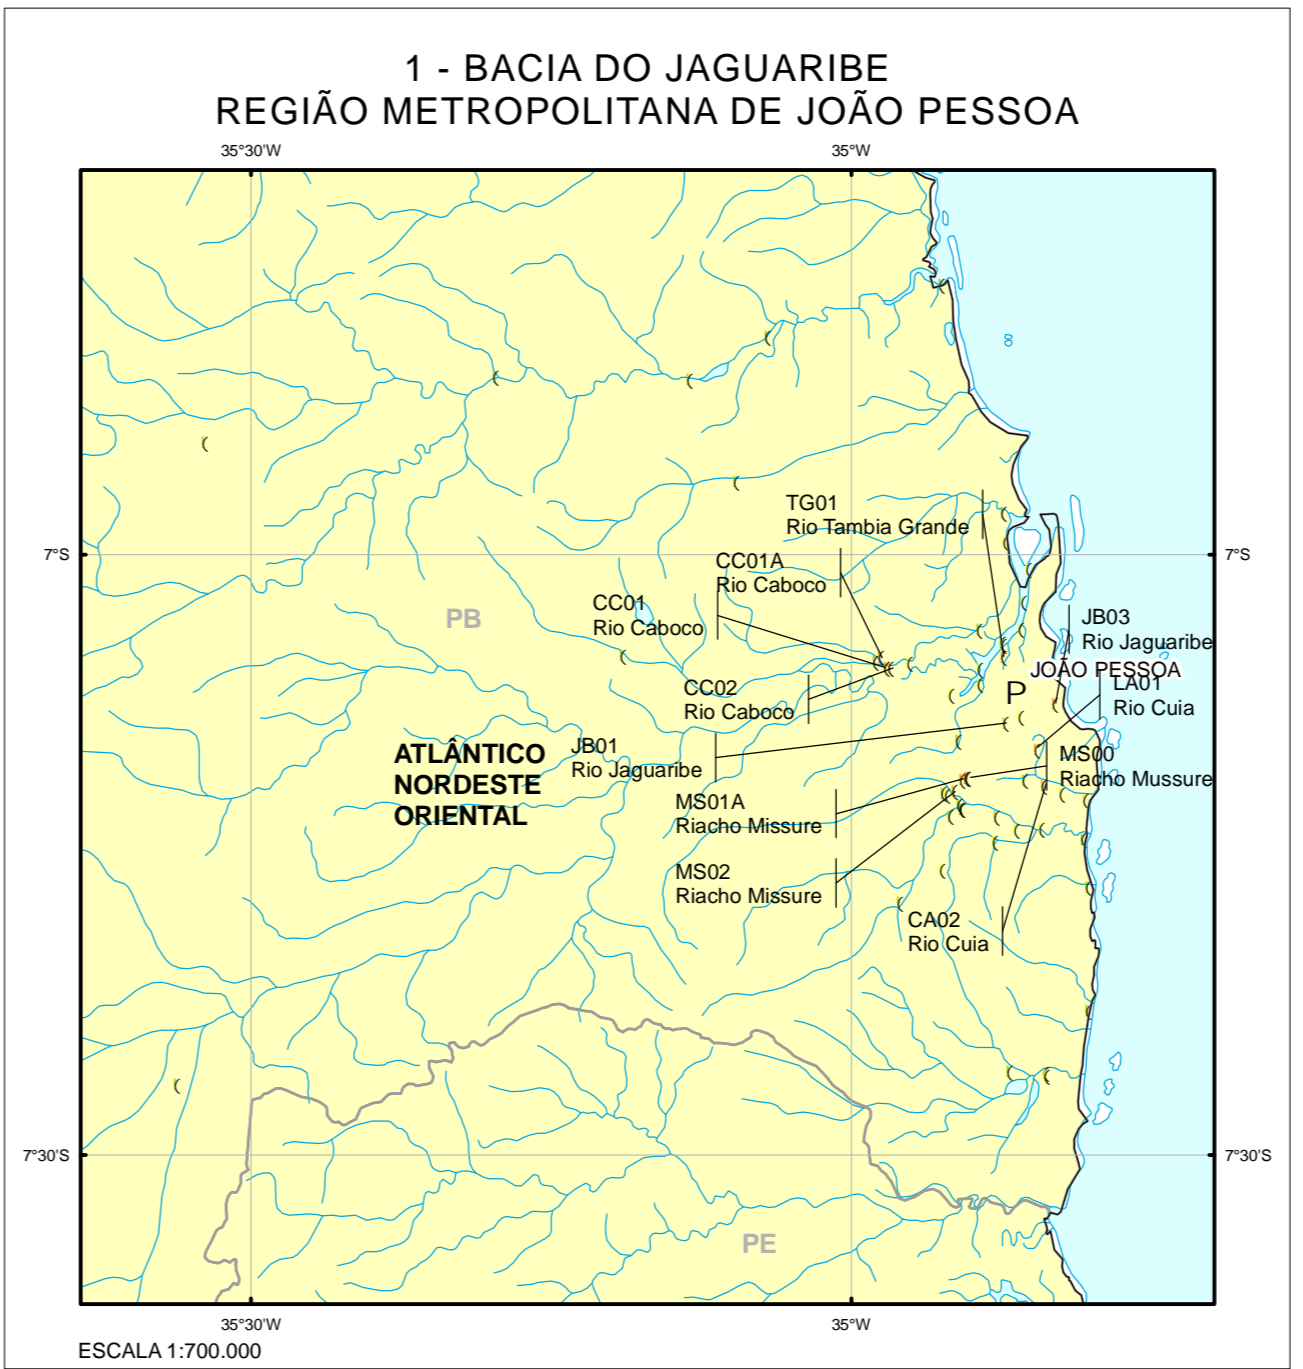 1 - BACIA DO JAGUARIBE
REGIÃO METROPOLITANA DE JOÃO PESSOA
35°30'W
35°W
TG01
Rio Tambia Grande
7°S
7°S
CC01A
Rio Caboco
CC01
Rio Caboco
PB
JB03
Rio Jaguaribe
JOÃO PESSOA
CC02
Rio Caboco
P
LA01
Rio Cuia
ATLÂNTICO
NORDESTE
ORIENTAL
JB01
Rio Jaguaribe
MS00
Riacho Mussure
MS01A
Riacho Missure
MS02
Riacho Missure
CA02
Rio Cuia
7°30'S
7°30'S
PE
35°30'W
35°W
ESCALA 1:700.000